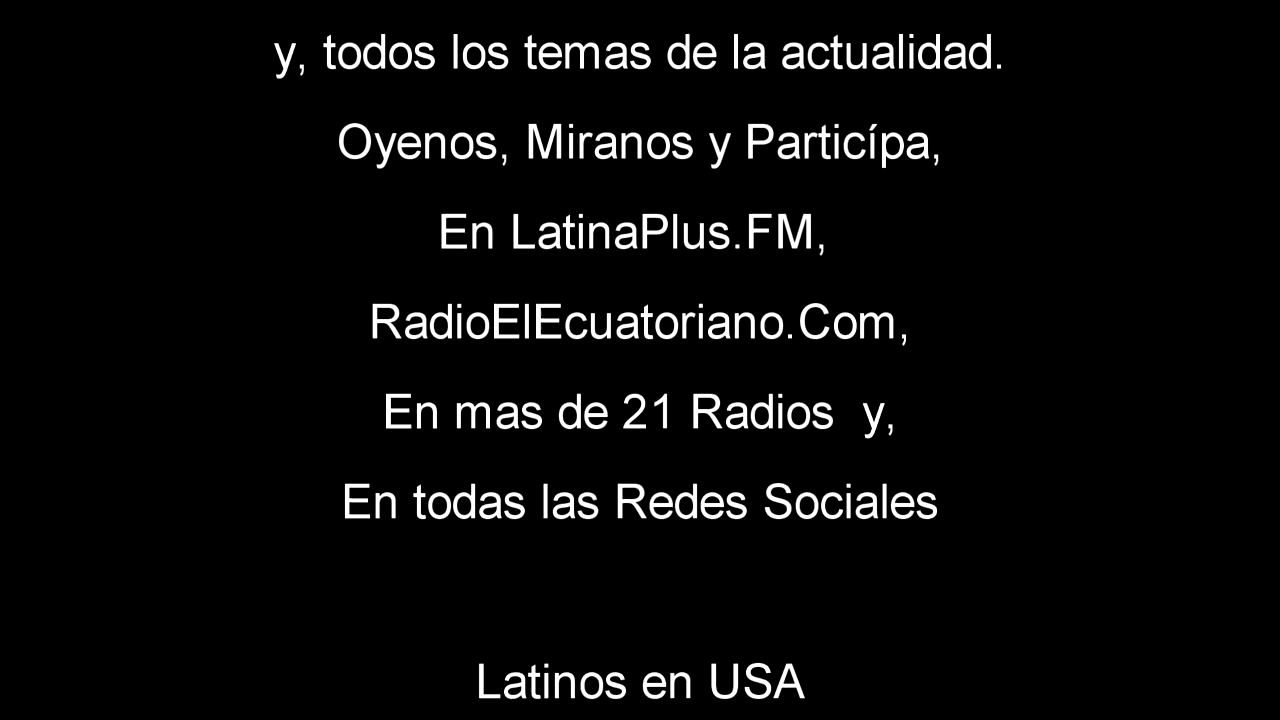 y, todos los temas de la actualidad.
Oyenos, Miranos y Particípa,
En LatinaPlus.FM,
RadioElEcuatoriano.Com,
En mas de 21 Radios  y,
En todas las Redes Sociales
Latinos en USA